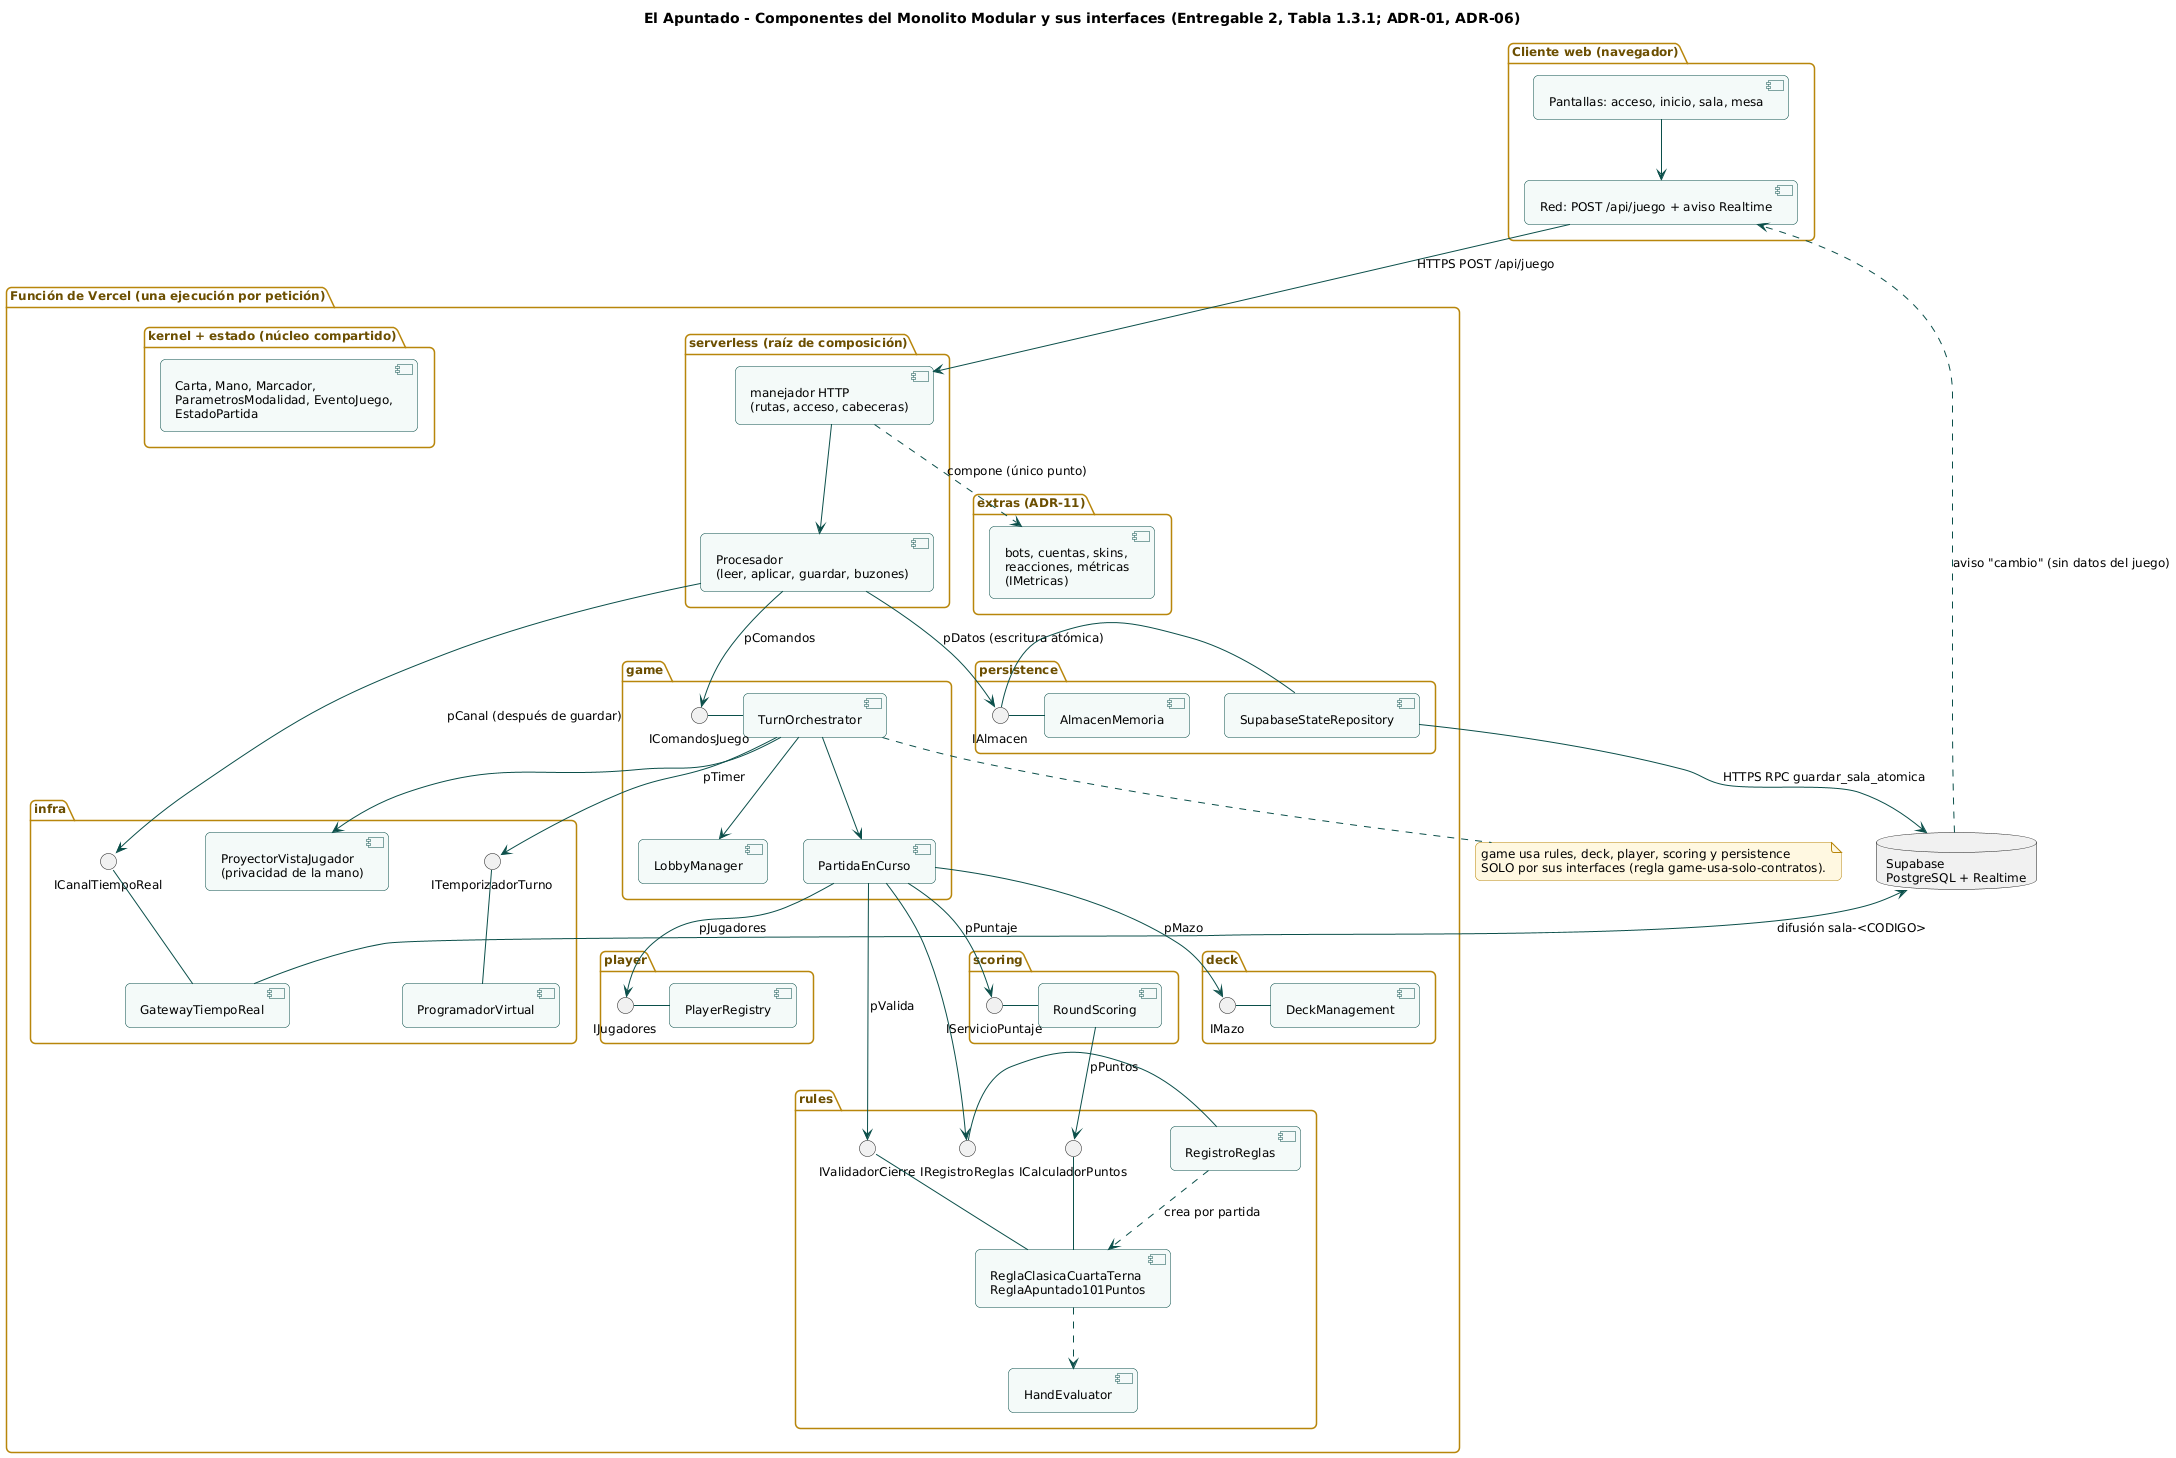 El Apuntado - Componentes del Monolito Modular y sus interfaces (Entregable 2, Tabla 1.3.1; ADR-01, ADR-06)
Cliente web (navegador)
Pantallas: acceso, inicio, sala, mesa
Red: POST /api/juego + aviso Realtime
HTTPS POST /api/juego
Función de Vercel (una ejecución por petición)
kernel + estado (núcleo compartido)
Carta, Mano, Marcador,
ParametrosModalidad, EventoJuego,
EstadoPartida
serverless (raíz de composición)
manejador HTTP
(rutas, acceso, cabeceras)
compone (único punto)
extras (ADR-11)
bots, cuentas, skins,
reacciones, métricas
(IMetricas)
Procesador
(leer, aplicar, guardar, buzones)
aviso "cambio" (sin datos del juego)
pComandos
pDatos (escritura atómica)
game
persistence
TurnOrchestrator
IComandosJuego
IAlmacen
AlmacenMemoria
SupabaseStateRepository
pCanal (después de guardar)
pTimer
HTTPS RPC guardar_sala_atomica
infra
ICanalTiempoReal
ProyectorVistaJugador
(privacidad de la mano)
ITemporizadorTurno
LobbyManager
PartidaEnCurso
game usa rules, deck, player, scoring y persistence
SOLO por sus interfaces (regla game-usa-solo-contratos).
Supabase
PostgreSQL + Realtime
pJugadores
pPuntaje
pMazo
difusión sala-<CODIGO>
player
scoring
deck
GatewayTiempoReal
ProgramadorVirtual
IJugadores
PlayerRegistry
pValida
IServicioPuntaje
RoundScoring
IMazo
DeckManagement
pPuntos
rules
IValidadorCierre
IRegistroReglas
ICalculadorPuntos
RegistroReglas
crea por partida
ReglaClasicaCuartaTerna
ReglaApuntado101Puntos
HandEvaluator